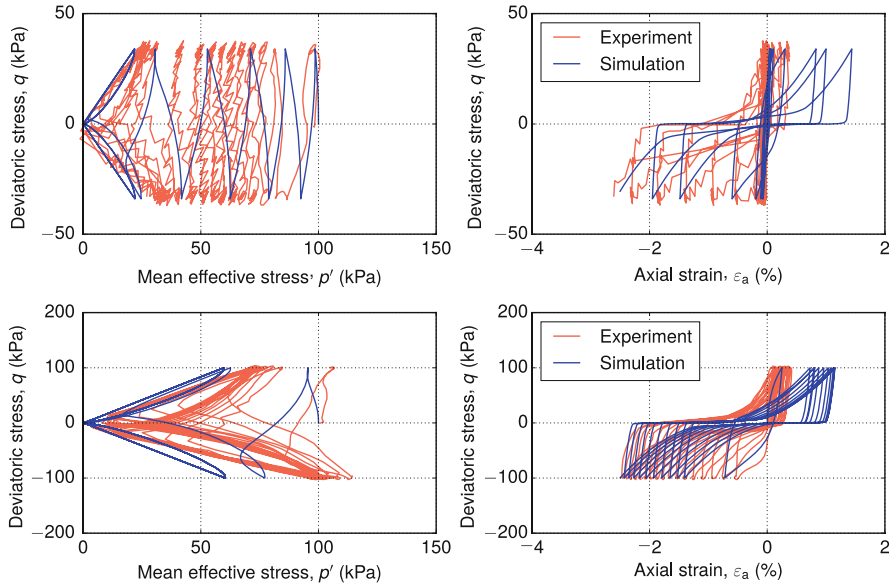 50
0
−50
Deviatoric stress, q (kPa)
0 50 100 150
Mean effective stress, p′ (kPa)
50
0
−50
Deviatoric stress, q (kPa)
Experiment
Simulation
−4 −2 0 2
Axial strain, εa (%)
200
100
0
−100
−200
Deviatoric stress, q (kPa)
0 50 100 150
Mean effective stress, p′ (kPa)
200
100
0
−100
−200
Deviatoric stress, q (kPa)
Experiment
Simulation
−4 −2 0 2
Axial strain, εa (%)